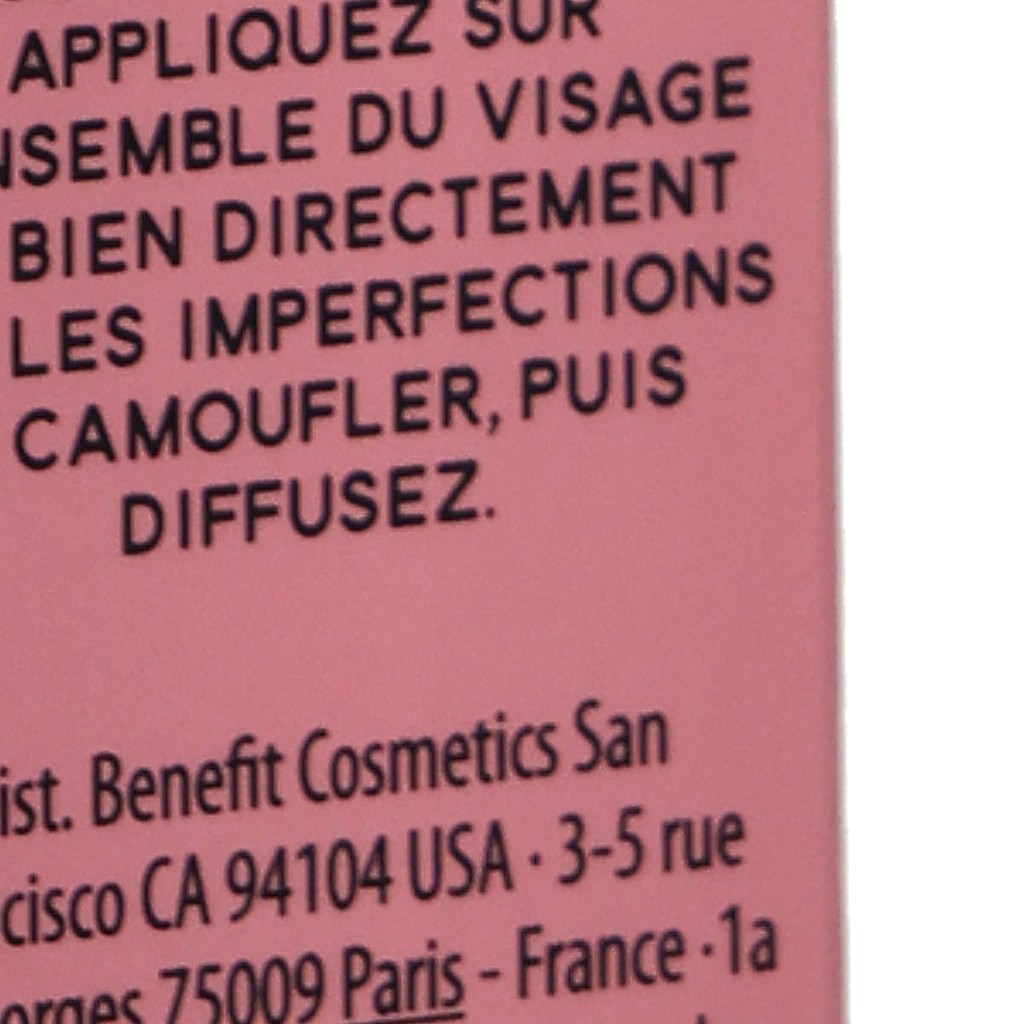 APPLIQUEZ SUR
NSEMBLE DU VISAGE
BIEN DIRECTEMENT
LES IMPERFECTIONS
CAMOUFLER, PUIS
DIFFUSEZ.
ist. Benefit Cosmetics San
cisco CA 94104 USA · 3-5 rue
orges 75009 Paris - France · 1a